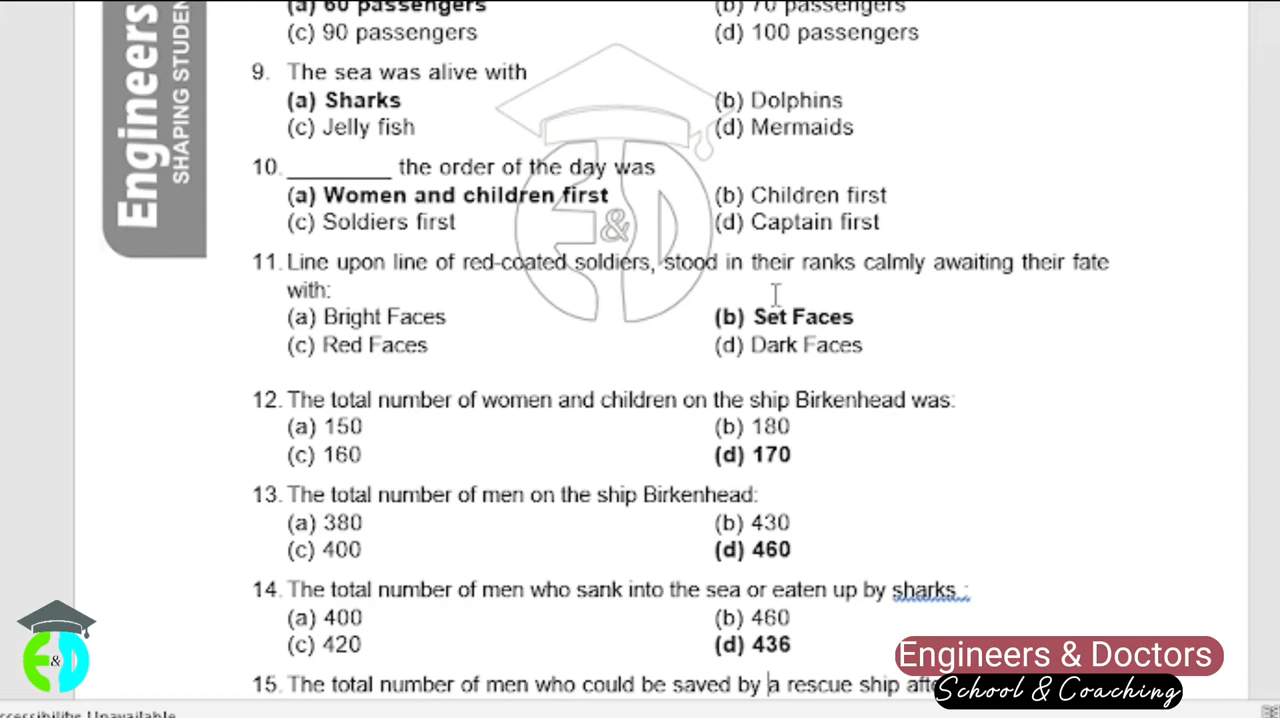 (a) 60 passengers (b) 70 passengers
(c) 90 passengers (d) 100 passengers
9. The sea was alive with
(a) Sharks (b) Dolphins
(c) Jelly fish (d) Mermaids
10. ________ the order of the day was
(a) Women and children first (b) Children first
(c) Soldiers first (d) Captain first
11. Line upon line of red-coated soldiers, stood in their ranks calmly awaiting their fate
with:
(a) Bright Faces (b) Set Faces
(c) Red Faces (d) Dark Faces
12. The total number of women and children on the ship Birkenhead was:
(a) 150 (b) 180
(c) 160 (d) 170
13. The total number of men on the ship Birkenhead:
(a) 380 (b) 430
(c) 400 (d) 460
14. The total number of men who sank into the sea or eaten up by sharks :
(a) 400 (b) 460
(c) 420 (d) 436
15. The total number of men who could be saved by a rescue ship
Engineers
SHAPING STUDE
E&D
E&D
Engineers & Doctors
School & Coaching